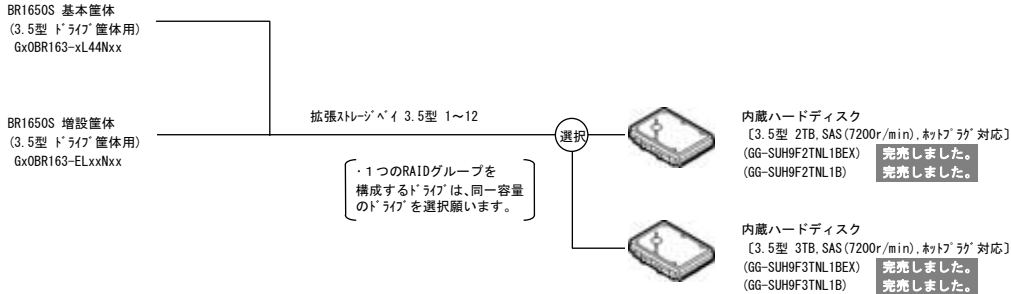 BR1650S 基本筐体
(3.5型 ﾄﾞﾗｲﾌﾞ筐体用)
Gx0BR163-xL44Nxx
BR1650S 増設筐体
(3.5型 ﾄﾞﾗｲﾌﾞ筐体用)
Gx0BR163-ELxxNxx
拡張ｽﾄﾚｰｼﾞﾍﾞｲ 3.5型 1～12
・１つのRAIDグループを
構成するﾄﾞﾗｲﾌﾞは、同一容量
のﾄﾞﾗｲﾌﾞを選択願います。
選択
内蔵ハードディスク
〔3.5型 2TB,SAS(7200r/min),ﾎｯﾄﾌﾟﾗｸﾞ対応〕
(GG-SUH9F2TNL1BEX) 完売しました。
(GG-SUH9F2TNL1B) 完売しました。
内蔵ハードディスク
〔3.5型 3TB,SAS(7200r/min),ﾎｯﾄﾌﾟﾗｸﾞ対応〕
(GG-SUH9F3TNL1BEX) 完売しました。
(GG-SUH9F3TNL1B) 完売しました。